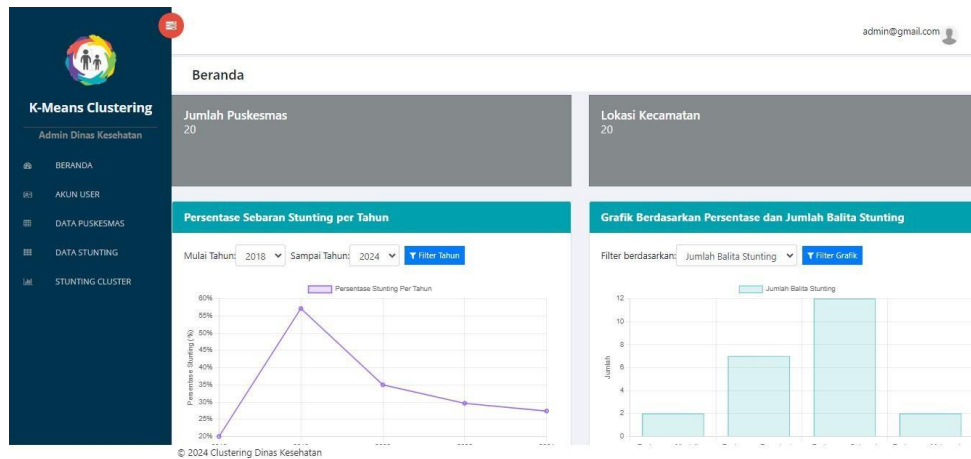 admin@gmail.com
Beranda
K-Means Clustering
Admin Dinas Kesehatan
BERANDA
AKUN USER
DATA PUSKESMAS
DATA STUNTING
STUNTING CLUSTER
Jumlah Puskesmas
20
Lokasi Kecamatan
20
Persentase Sebaran Stunting per Tahun
Mulai Tahun: 2018 Sampai Tahun: 2024 Filter Tahun
Persentase Stunting Per Tahun
Persentase Stunting (%)
60%
55%
50%
45%
40%
35%
30%
25%
20%
Grafik Berdasarkan Persentase dan Jumlah Balita Stunting
Filter berdasarkan: Jumlah Balita Stunting Filter Grafik
Jumlah Balita Stunting
Jumlah
12
10
8
6
4
2
0
© 2024 Clustering Dinas Kesehatan